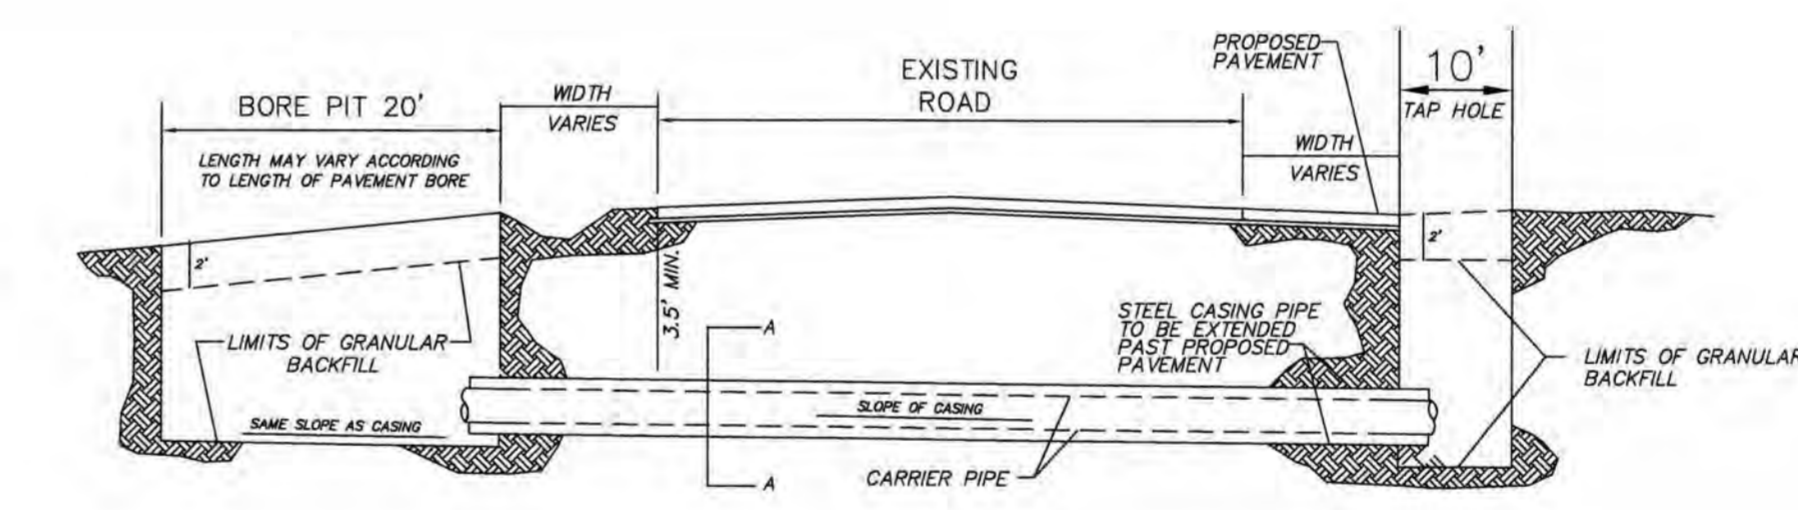 PROPOSED
PAVEMENT
10'
TAP HOLE
EXISTING
ROAD
WIDTH
VARIES
BORE PIT 20'
LENGTH MAY VARY ACCORDING
TO LENGTH OF PAVEMENT BORE
WIDTH
VARIES
2'
2'
3.5' MIN.
LIMITS OF GRANULAR
BACKFILL
A
STEEL CASING PIPE
TO BE EXTENDED
PAST PROPOSED
PAVEMENT
LIMITS OF GRANULAR
BACKFILL
SAME SLOPE AS CASING
SLOPE OF CASING
CARRIER PIPE
A